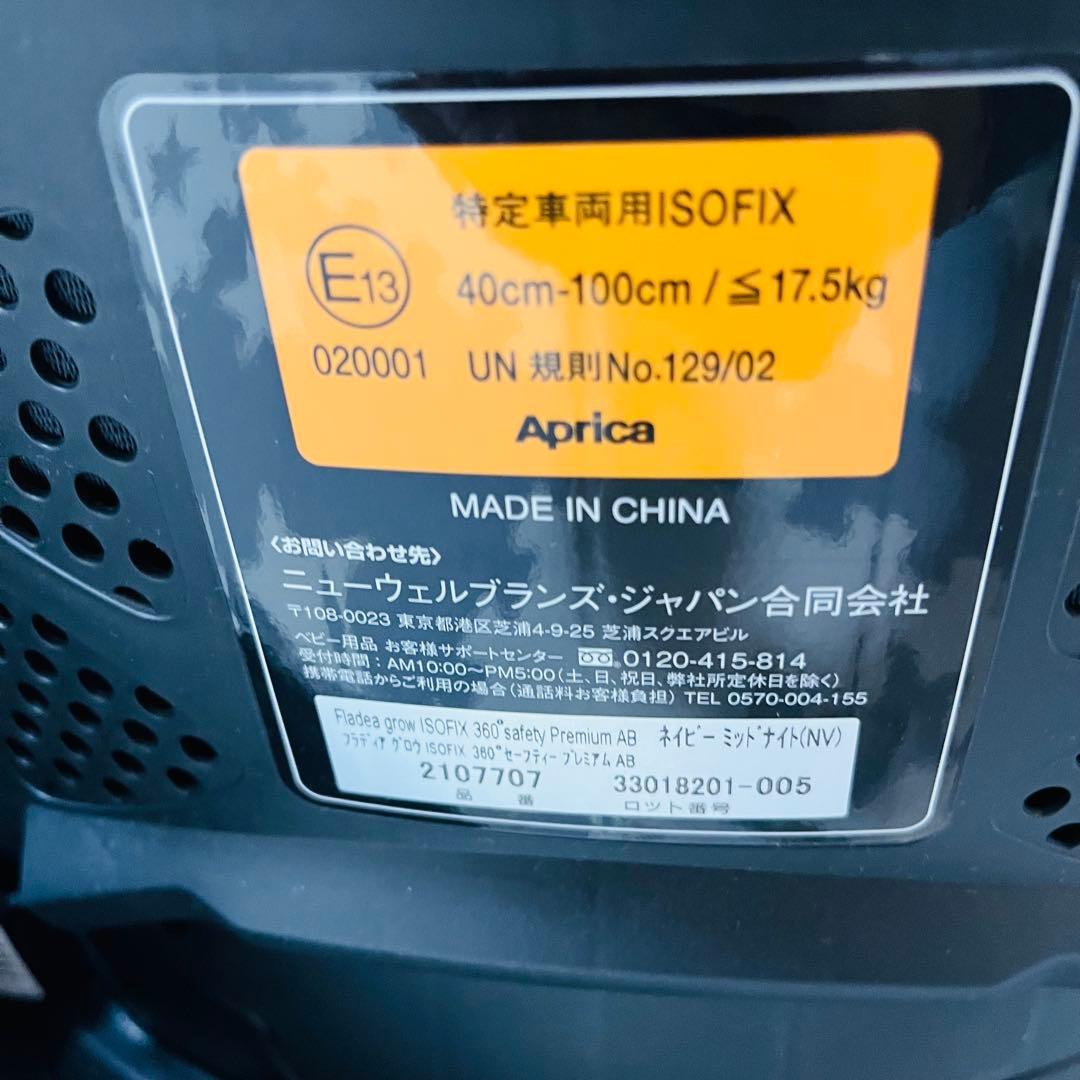 特定車両用ISOFIX
E13
40cm-100cm / ≦17.5kg
020001 UN 規則No.129/02
Aprica
MADE IN CHINA
〈お問い合わせ先〉
ニューウェルブランズ・ジャパン合同会社
〒108-0023 東京都港区芝浦4-9-25 芝浦スクエアビル
ベビー用品 お客様サポートセンター 0120-415-814
受付時間：AM10:00〜PM5:00(土、日、祝日、弊社所定休日を除く)
携帯電話からご利用の場合(通話料お客様負担) TEL 0570-004-155
Fladea grow ISOFIX 360°safety Premium AB ネイビー ミッドナイト(NV)
フラディア グロウ ISOFIX 360°セーフティー プレミアム AB
2107707 33018201-005
品番 ロット番号